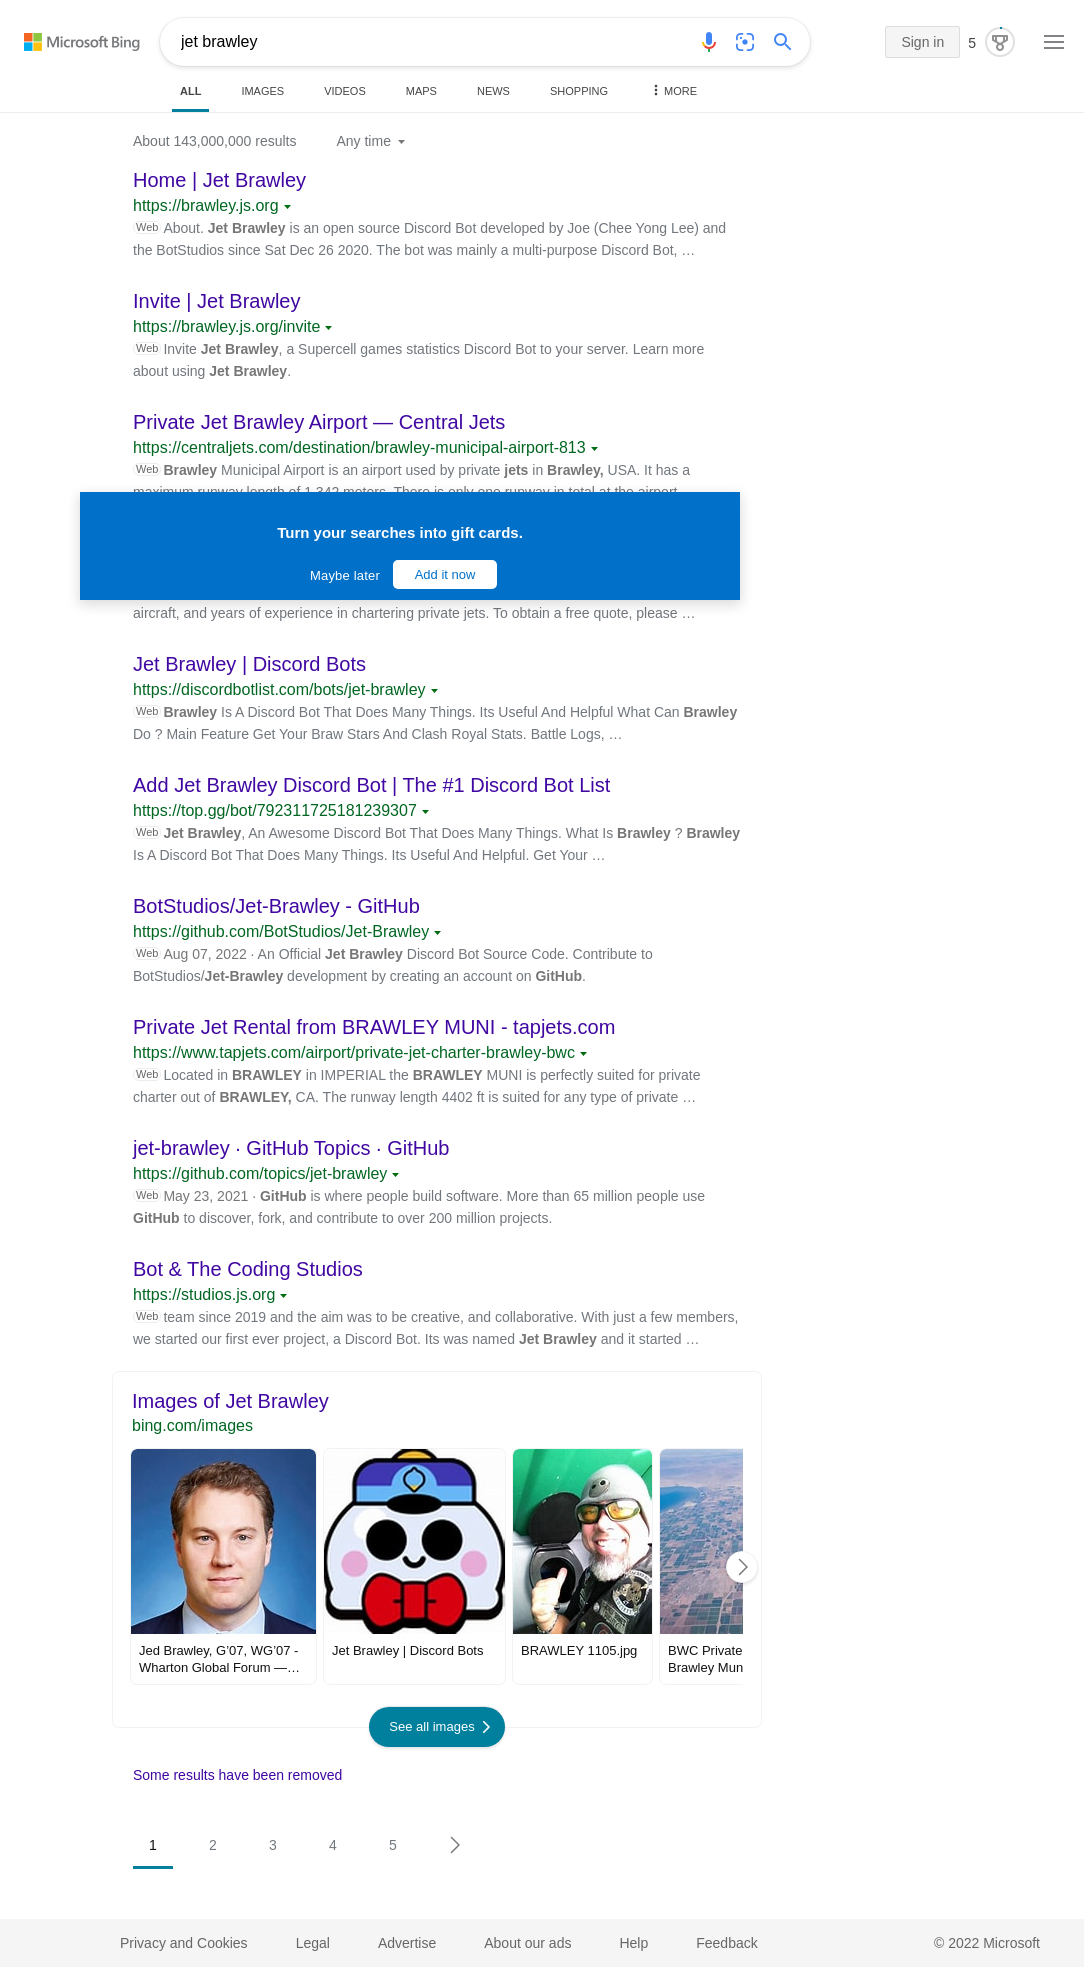 Microsoft Bing
jet brawley
Sign in
5
ALL
IMAGES
VIDEOS
MAPS
NEWS
SHOPPING
MORE
About 143,000,000 results
Any time
Home | Jet Brawley
https://brawley.js.org
Web About. Jet Brawley is an open source Discord Bot developed by Joe (Chee Yong Lee) and
the BotStudios since Sat Dec 26 2020. The bot was mainly a multi-purpose Discord Bot, …
Invite | Jet Brawley
https://brawley.js.org/invite
Web Invite Jet Brawley, a Supercell games statistics Discord Bot to your server. Learn more
about using Jet Brawley.
Private Jet Brawley Airport — Central Jets
https://centraljets.com/destination/brawley-municipal-airport-813
Web Brawley Municipal Airport is an airport used by private jets in Brawley, USA. It has a
maximum runway length of 1,342 meters. There is only one runway in total at the airport
Turn your searches into gift cards.
Maybe later
Add it now
aircraft, and years of experience in chartering private jets. To obtain a free quote, please …
Jet Brawley | Discord Bots
https://discordbotlist.com/bots/jet-brawley
Web Brawley Is A Discord Bot That Does Many Things. Its Useful And Helpful What Can Brawley
Do ? Main Feature Get Your Braw Stars And Clash Royal Stats. Battle Logs, …
Add Jet Brawley Discord Bot | The #1 Discord Bot List
https://top.gg/bot/792311725181239307
Web Jet Brawley, An Awesome Discord Bot That Does Many Things. What Is Brawley ? Brawley
Is A Discord Bot That Does Many Things. Its Useful And Helpful. Get Your …
BotStudios/Jet-Brawley - GitHub
https://github.com/BotStudios/Jet-Brawley
Web Aug 07, 2022 · An Official Jet Brawley Discord Bot Source Code. Contribute to
BotStudios/Jet-Brawley development by creating an account on GitHub.
Private Jet Rental from BRAWLEY MUNI - tapjets.com
https://www.tapjets.com/airport/private-jet-charter-brawley-bwc
Web Located in BRAWLEY in IMPERIAL the BRAWLEY MUNI is perfectly suited for private
charter out of BRAWLEY, CA. The runway length 4402 ft is suited for any type of private …
jet-brawley · GitHub Topics · GitHub
https://github.com/topics/jet-brawley
Web May 23, 2021 · GitHub is where people build software. More than 65 million people use
GitHub to discover, fork, and contribute to over 200 million projects.
Bot & The Coding Studios
https://studios.js.org
Web team since 2019 and the aim was to be creative, and collaborative. With just a few members,
we started our first ever project, a Discord Bot. Its was named Jet Brawley and it started …
Images of Jet Brawley
bing.com/images
Jed Brawley, G'07, WG'07 -
Wharton Global Forum —…
Jet Brawley | Discord Bots
BRAWLEY 1105.jpg
BWC Private
Brawley Mun
See all images
Some results have been removed
1
2
3
4
5
Privacy and Cookies
Legal
Advertise
About our ads
Help
Feedback
© 2022 Microsoft